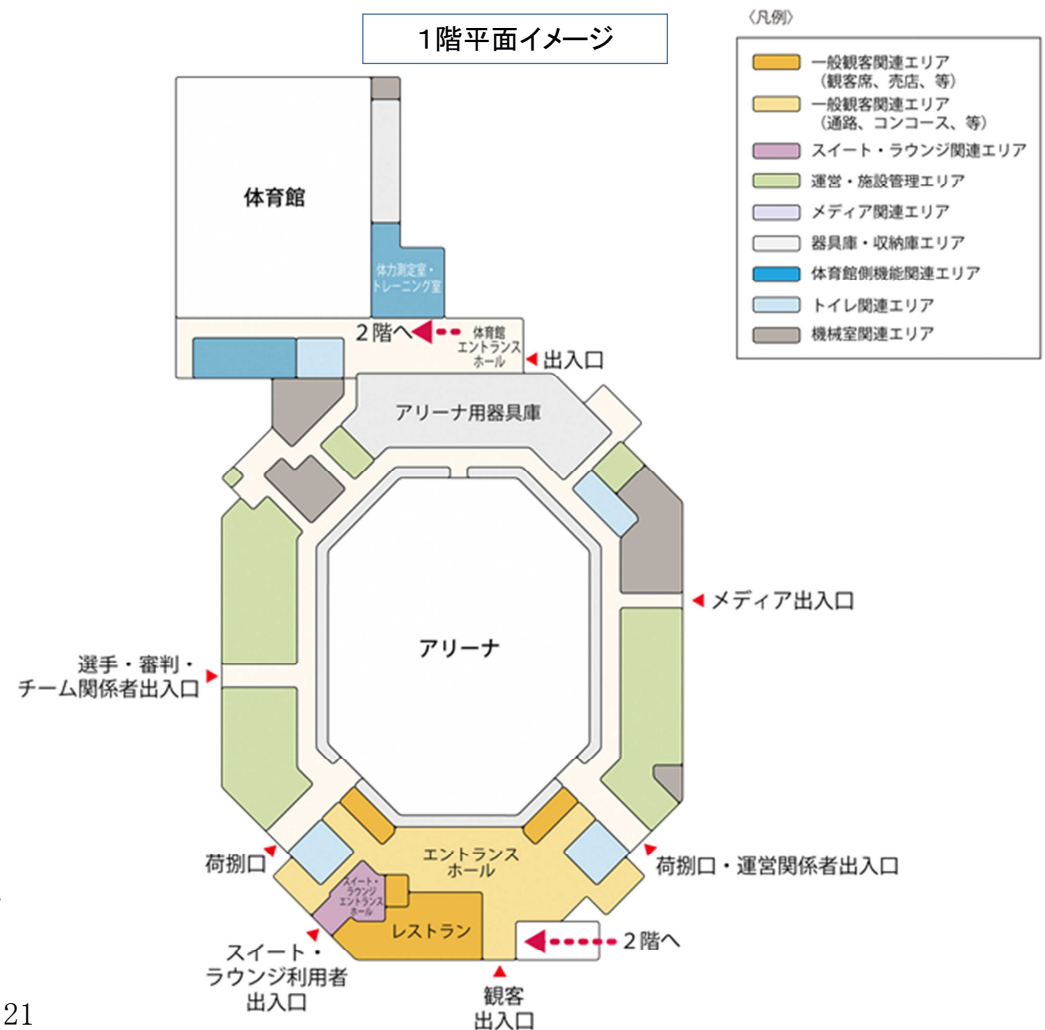 1階平面イメージ
〈凡例〉
一般観客関連エリア
（観客席、売店、等）
一般観客関連エリア
（通路、コンコース、等）
スイート・ラウンジ関連エリア
運営・施設管理エリア
メディア関連エリア
器具庫・収納庫エリア
体育館側機能関連エリア
トイレ関連エリア
機械室関連エリア
体育館
体力測定室・
トレーニング室
2階へ
体育館
エントランス
ホール
出入口
アリーナ用器具庫
メディア出入口
アリーナ
選手・審判・
チーム関係者出入口
荷捌口
エントランス
ホール
荷捌口・運営関係者出入口
スイート・
ラウンジ
エントランス
ホール
レストラン
2階へ
スイート・
ラウンジ利用者
出入口
観客
出入口
21